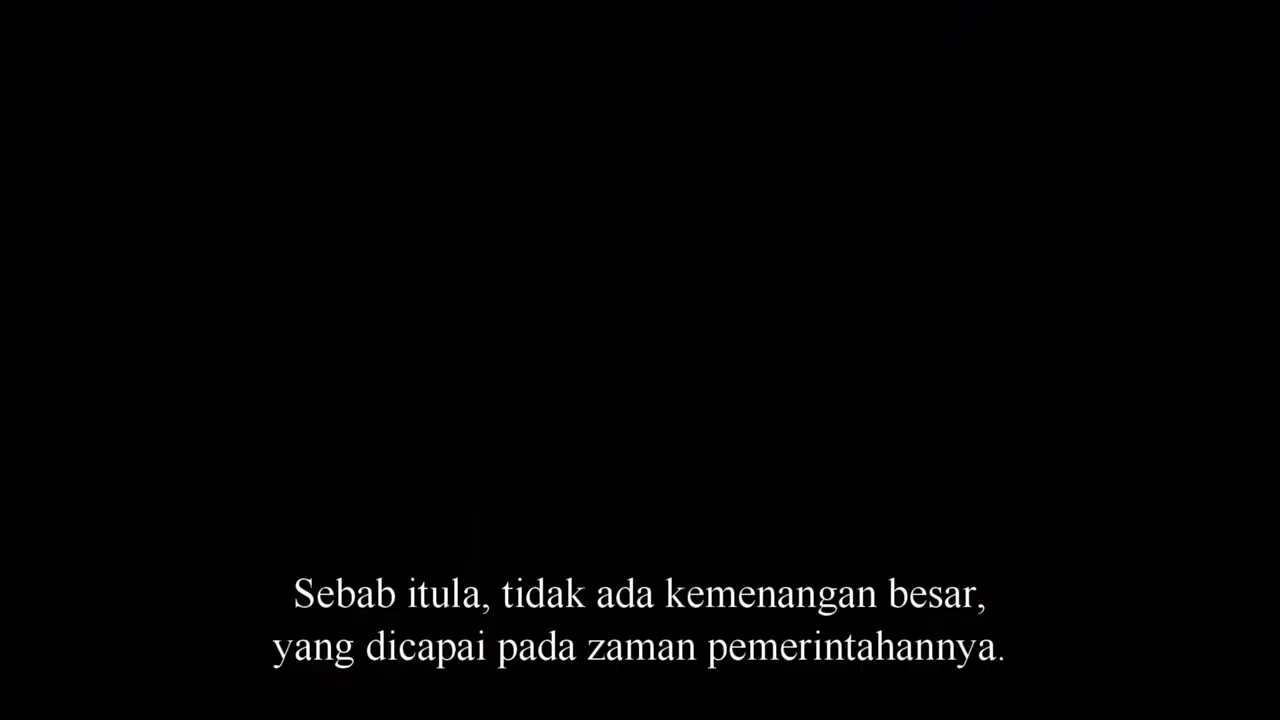 Sebab itula, tidak ada kemenangan besar,
yang dicapai pada zaman pemerintahannya.